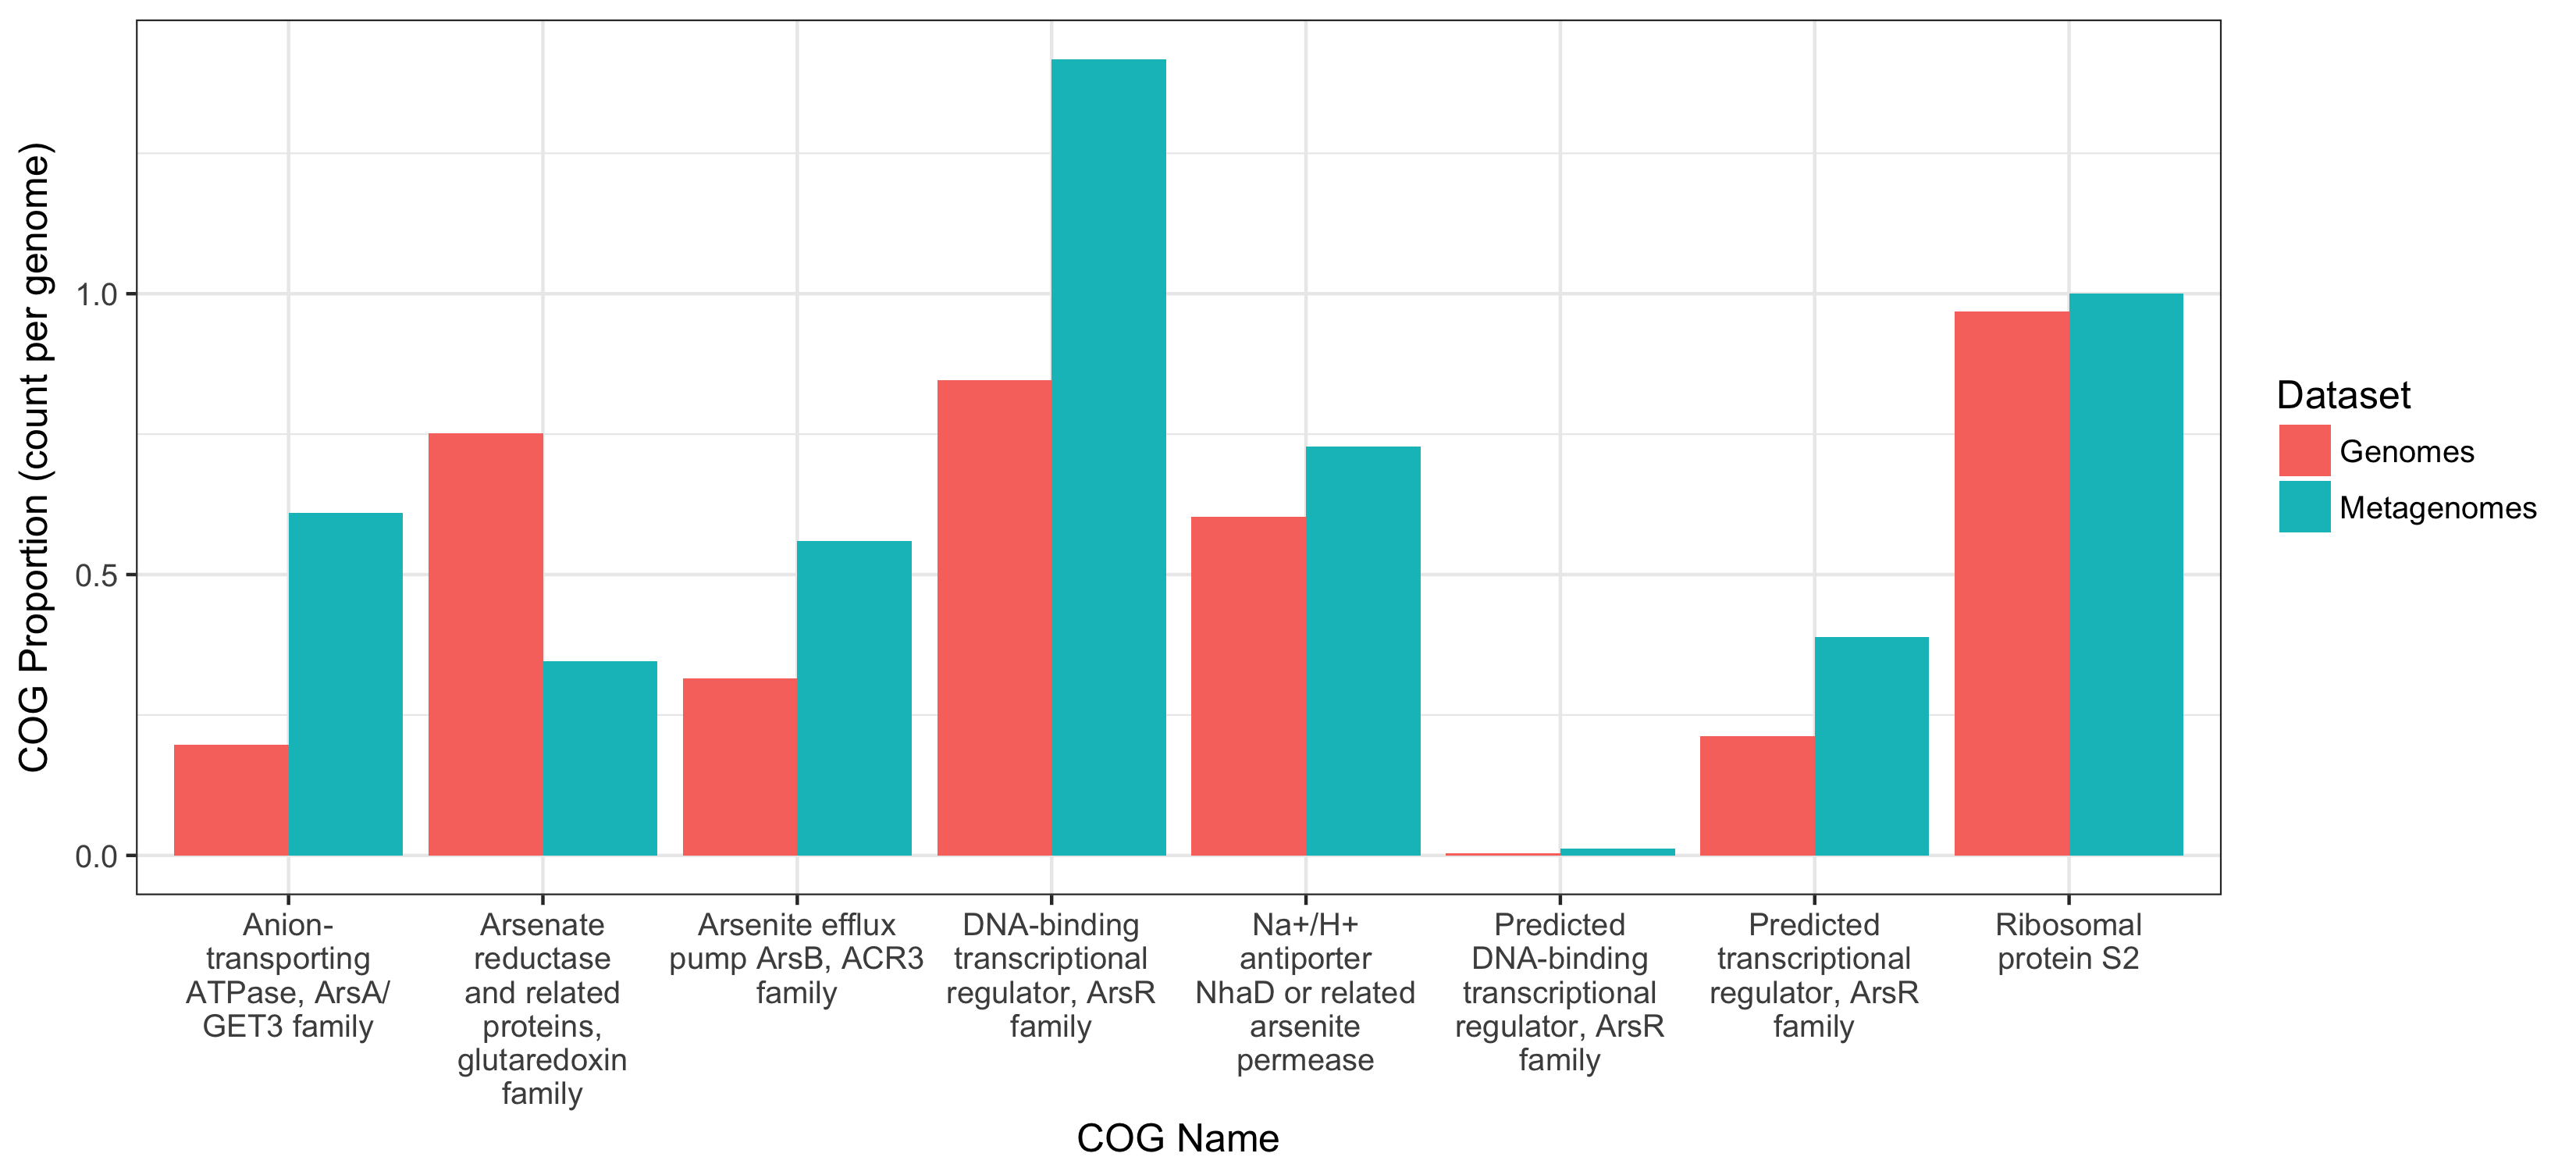 COG Proportion (count per genome)
1.0
0.5
0.0
Anion-
transporting
ATPase, ArsA/
GET3 family
Arsenate
reductase
and related
proteins,
glutaredoxin
family
Arsenite efflux
pump ArsB, ACR3
family
DNA-binding
transcriptional
regulator, ArsR
family
Na+/H+
antiporter
NhaD or related
arsenite
permease
Predicted
DNA-binding
transcriptional
regulator, ArsR
family
Predicted
transcriptional
regulator, ArsR
family
Ribosomal
protein S2
COG Name
Dataset
Genomes
Metagenomes